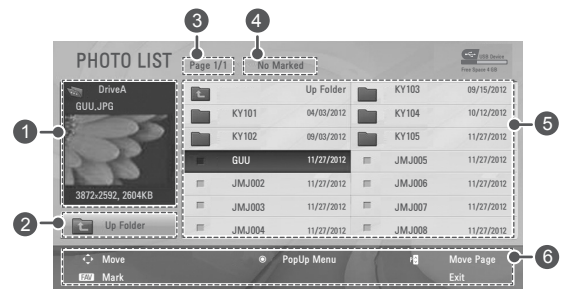 3 4
PHOTO LIST Page 1/1 No Marked USB Device
Free Space 4 GB
DriveA Up Folder KY103 09/15/2012
GUU,JPG KY101 04/03/2012 KY104 10/12/2012
1 KY102 09/03/2012 KY105 11/27/2012 5
GUU 11/27/2012 JMJ005 11/27/2012
JMJ002 11/27/2012 JMJ006 11/27/2012
3872x2592, 2604KB JMJ003 11/27/2012 JMJ007 11/27/2012
2 Up Folder JMJ004 11/27/2012 JMJ008 11/27/2012
Move PopUp Menu Move Page 6
FAV Mark Exit